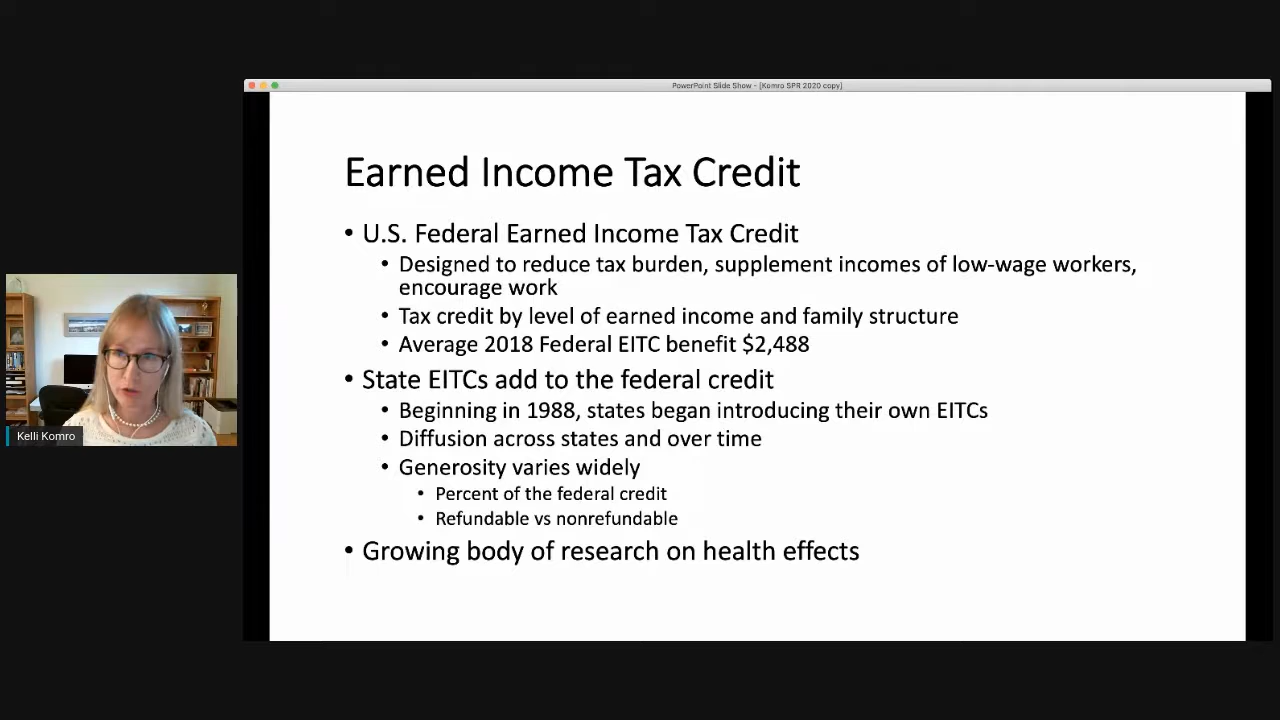 PowerPoint Slide Show - [Komro SPR 2020 copy]
Earned Income Tax Credit
• U.S. Federal Earned Income Tax Credit
• Designed to reduce tax burden, supplement incomes of low-wage workers,
encourage work
• Tax credit by level of earned income and family structure
• Average 2018 Federal EITC benefit $2,488
• State EITCs add to the federal credit
• Beginning in 1988, states began introducing their own EITCs
• Diffusion across states and over time
• Generosity varies widely
• Percent of the federal credit
• Refundable vs nonrefundable
• Growing body of research on health effects
Kelli Komro